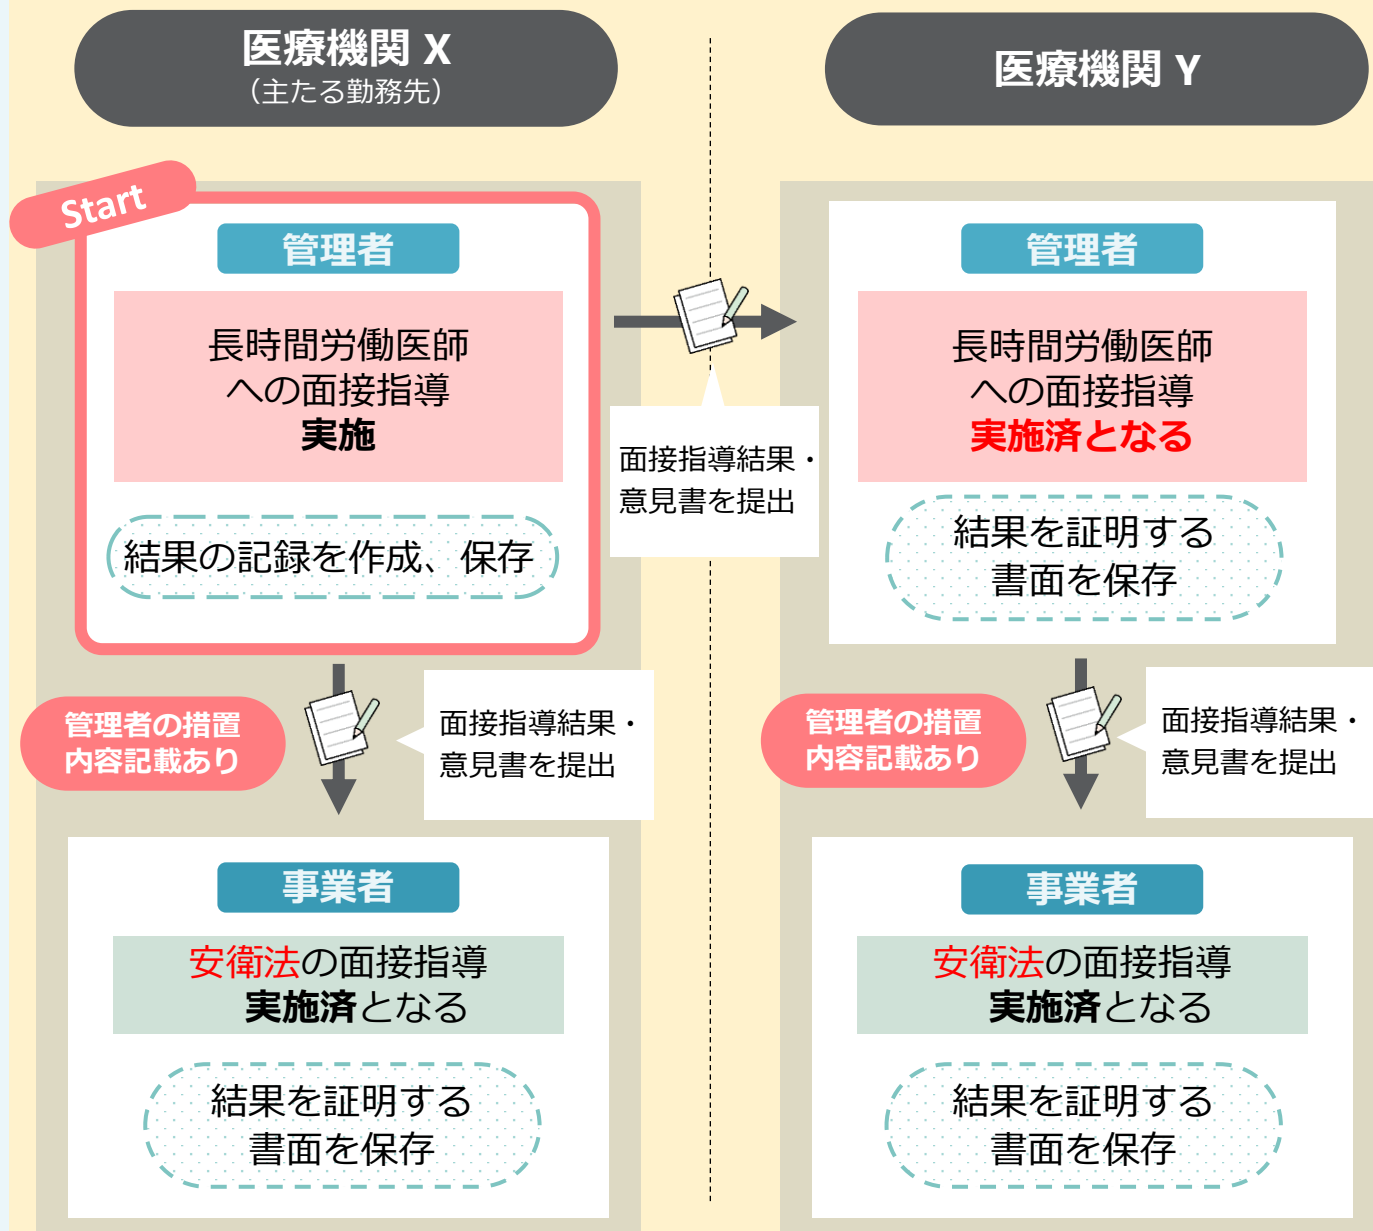 医療機関 X
（主たる勤務先）
医療機関 Y
Start
管理者
長時間労働医師
への面接指導
実施
結果の記録を作成、保存
面接指導結果・
意見書を提出
管理者
長時間労働医師
への面接指導
実施済となる
結果を証明する
書面を保存
管理者の措置
内容記載あり
面接指導結果・
意見書を提出
管理者の措置
内容記載あり
面接指導結果・
意見書を提出
事業者
安衛法の面接指導
実施済となる
結果を証明する
書面を保存
事業者
安衛法の面接指導
実施済となる
結果を証明する
書面を保存